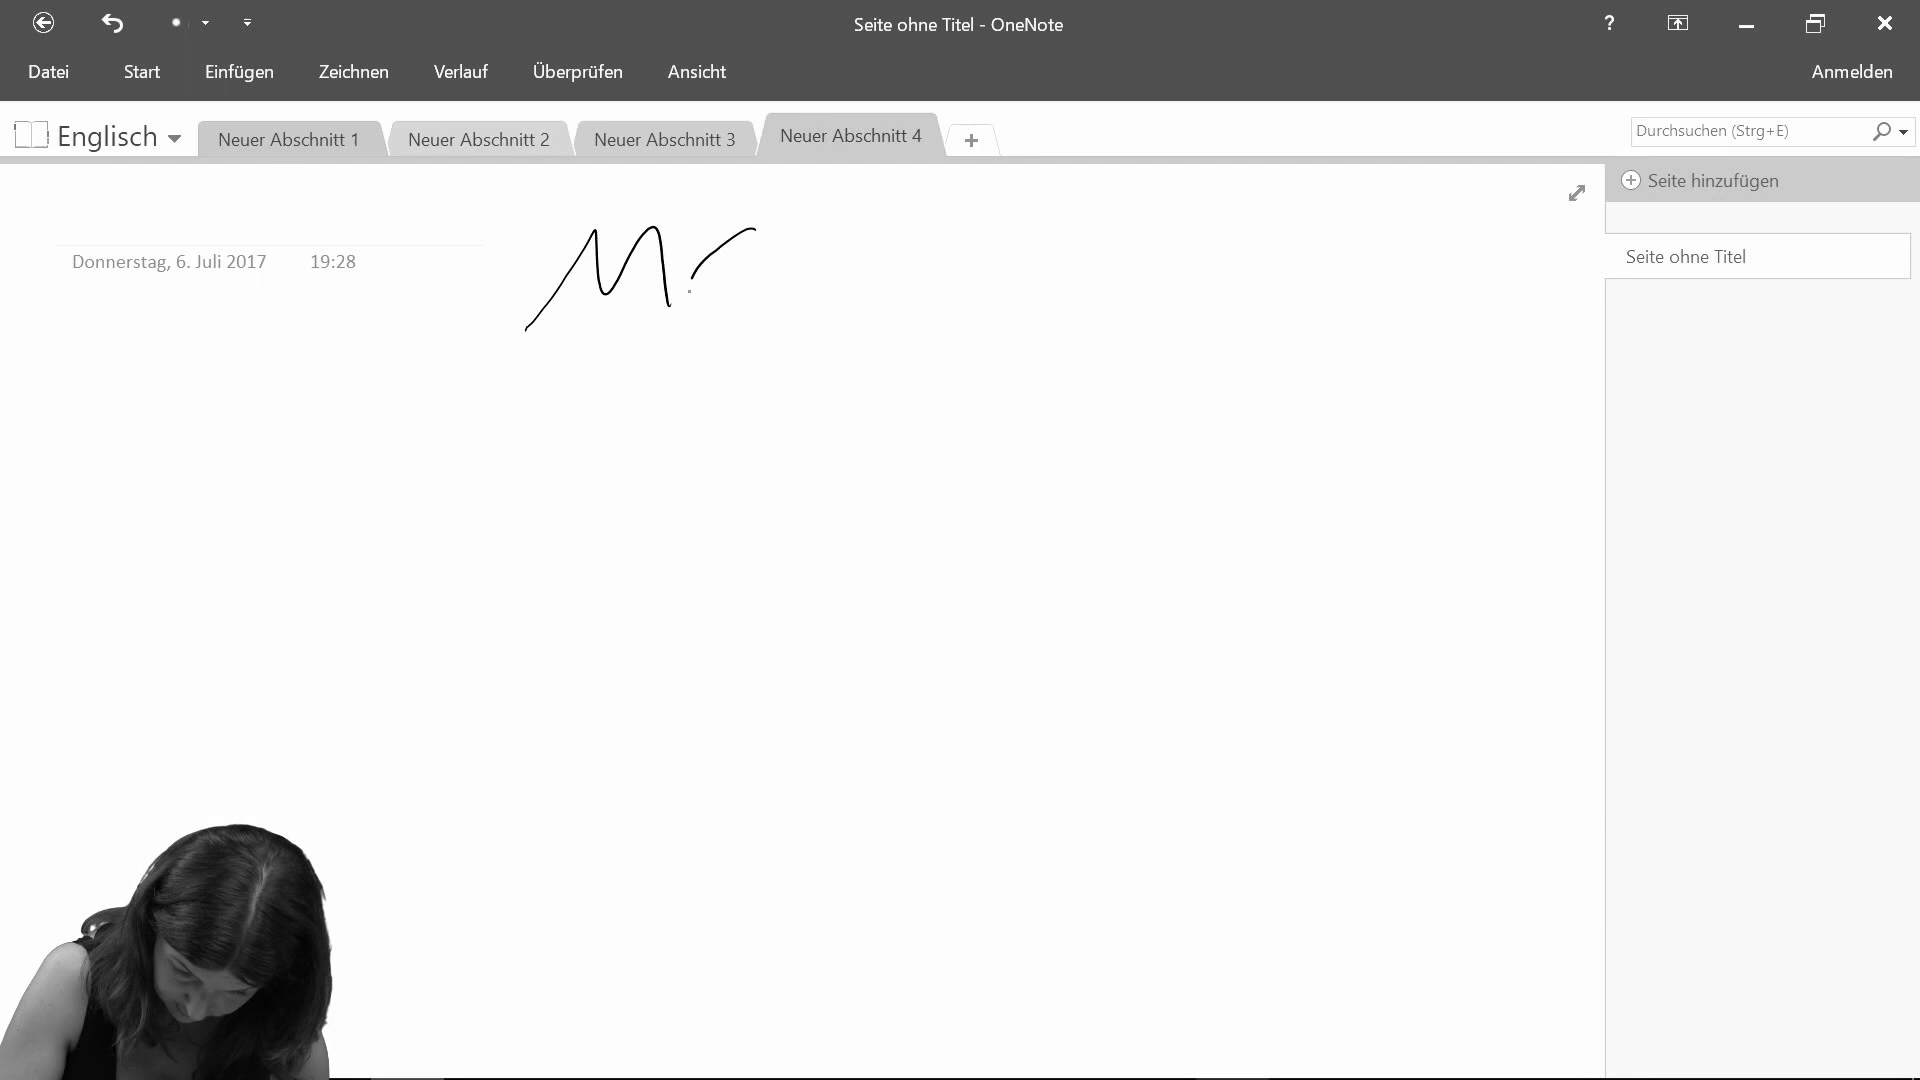 Seite ohne Titel - OneNote
?
Datei Start Einfügen Zeichnen Verlauf Überprüfen Ansicht Anmelden
Englisch Neuer Abschnitt 1 Neuer Abschnitt 2 Neuer Abschnitt 3 Neuer Abschnitt 4 + Durchsuchen (Strg+E)
Seite hinzufügen
Mr
Donnerstag, 6. Juli 2017 19:28
Seite ohne Titel